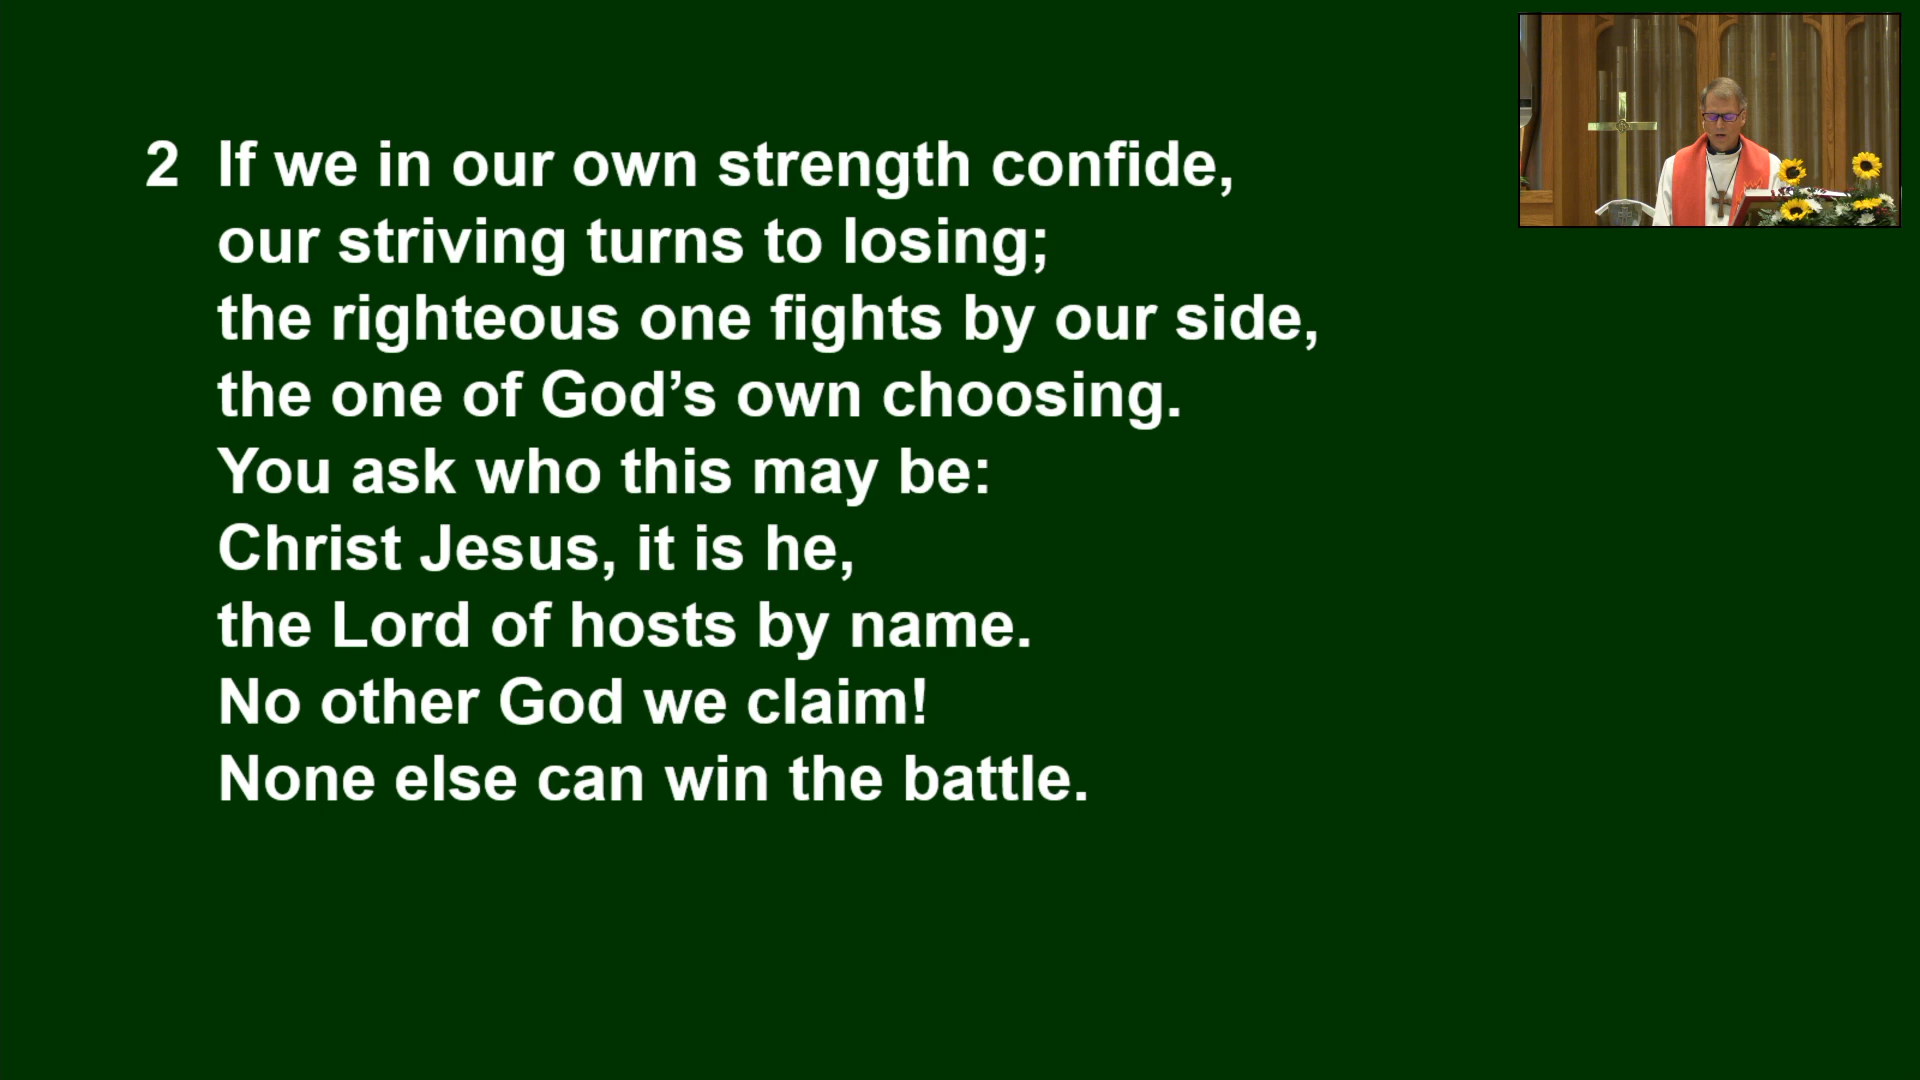 2 If we in our own strength confide,
our striving turns to losing;
the righteous one fights by our side,
the one of God’s own choosing.
You ask who this may be:
Christ Jesus, it is he,
the Lord of hosts by name.
No other God we claim!
None else can win the battle.